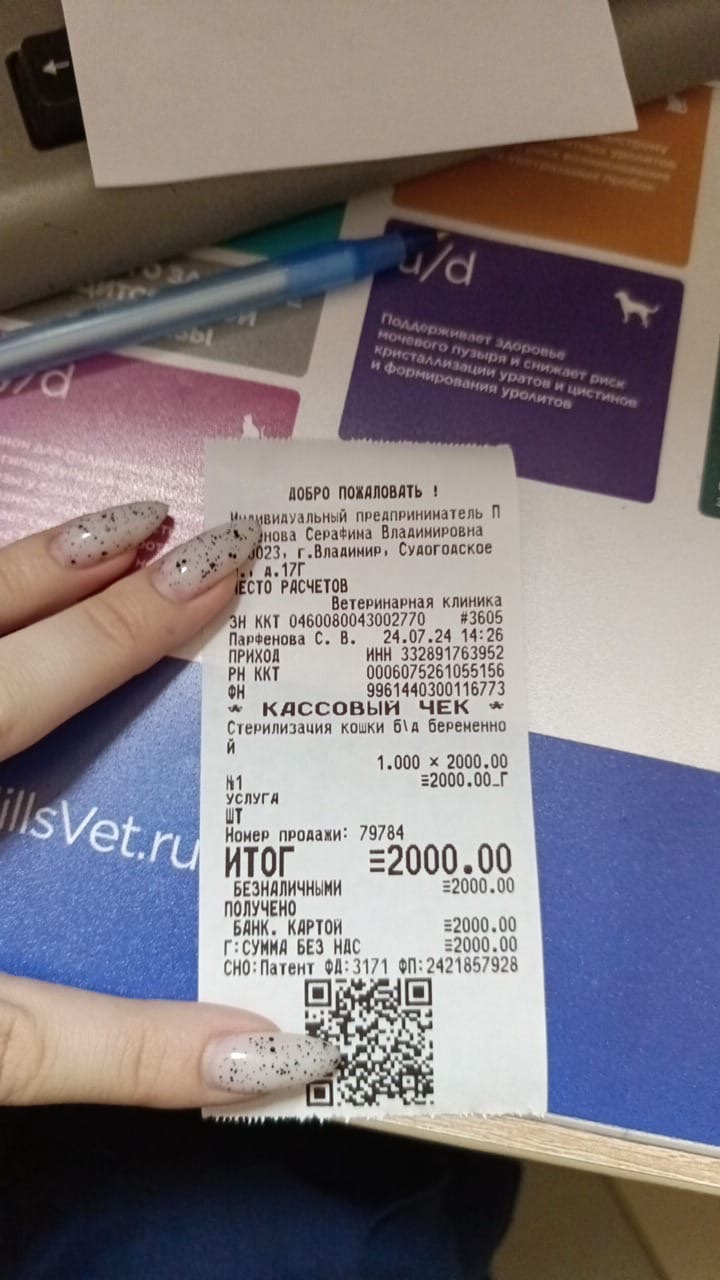 u/d
Поддерживает здоровье
мочевого пузыря и снижает риск
кристаллизации уратов и цистинов
и формирования уролитов
/d
illsVet.ru
ДОБРО ПОЖАЛОВАТЬ !
Индивидуальный предприниматель П
енова Серафима Владимировна
023, г.Владимир, Судогодское
д.17Г
МЕСТО РАСЧЕТОВ
Ветеринарная клиника
ЗН ККТ 0460080043002770 #3605
Парфенова С. В. 24.07.24 14:26
ПРИХОД ИНН 332891763952
РН ККТ 0006075261055156
ФН 9961440300116773
* КАССОВЫЙ ЧЕК *
Стерилизация кошки б\д беременно
й
1.000 × 2000.00
№1 ≡2000.00_Г
УСЛУГА
ШТ
Номер продажи: 79784
ИТОГ ≡2000.00
БЕЗНАЛИЧНЫМИ ≡2000.00
ПОЛУЧЕНО
БАНК. КАРТОЙ ≡2000.00
Г:СУММА БЕЗ НДС ≡2000.00
СНО:Патент ФД:3171 ФП:2421857928